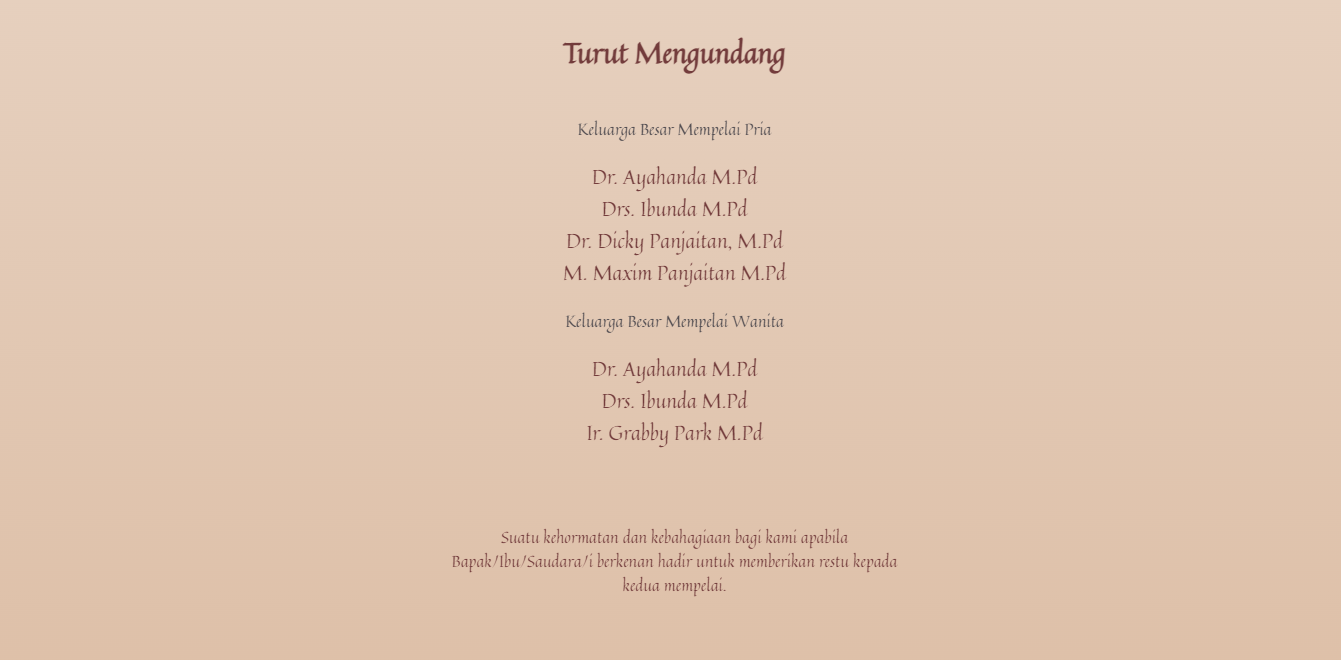 Turut Mengundang
Keluarga Besar Mempelai Pria
Dr. Ayahanda M.Pd
Drs. Ibunda M.Pd
Dr. Dicky Panjaitan, M.Pd
M. Maxim Panjaitan M.Pd
Keluarga Besar Mempelai Wanita
Dr. Ayahanda M.Pd
Drs. Ibunda M.Pd
Ir. Grabby Park M.Pd
Suatu kehormatan dan kebahagiaan bagi kami apabila
Bapak/Ibu/Saudara/i berkenan hadir untuk memberikan restu kepada
kedua mempelai.